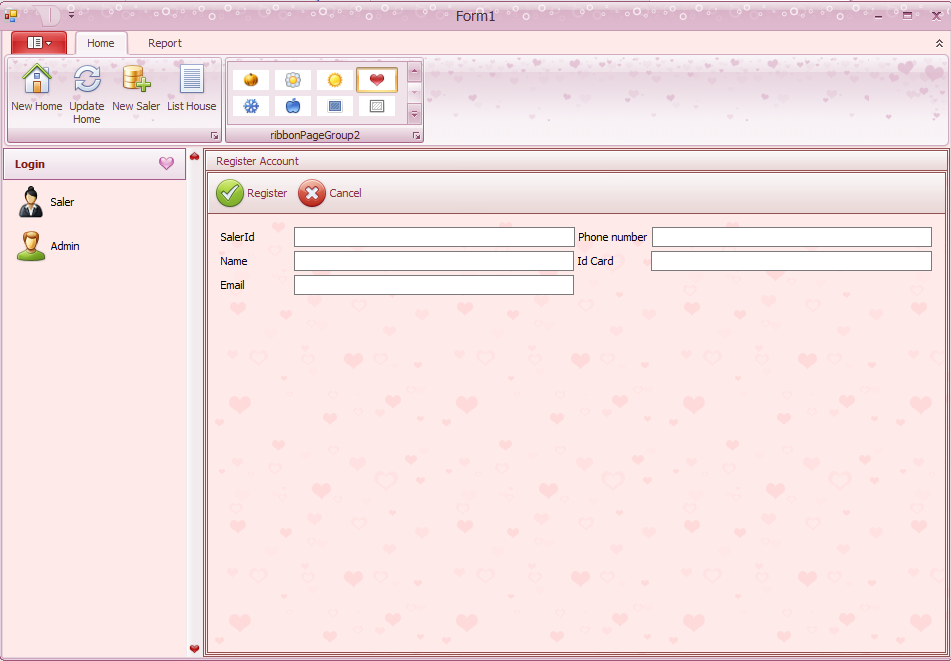 Form1
Home Report
New Home Update Home New Saler List House
ribbonPageGroup2
Login
Saler
Admin
Register Account
Register Cancel
SalerId Phone number
Name Id Card
Email